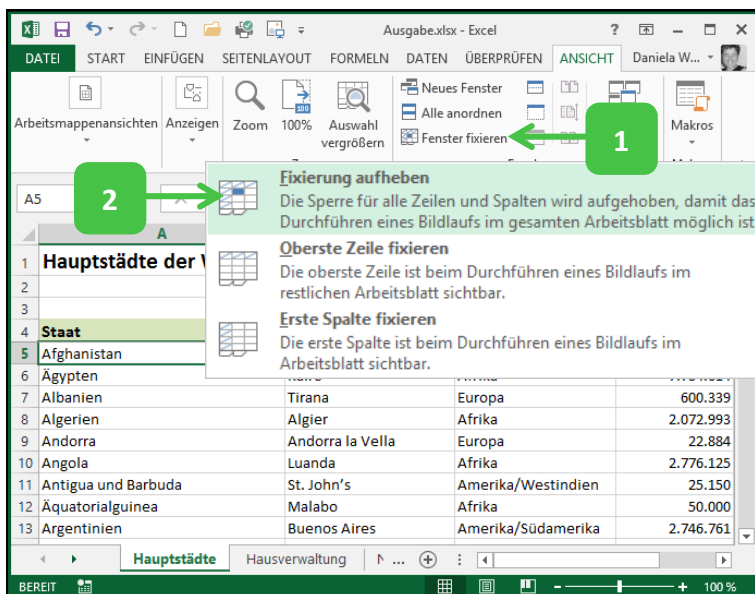 Ausgabe.xlsx - Excel ?
DATEI START EINFÜGEN SEITENLAYOUT FORMELN DATEN ÜBERPRÜFEN ANSICHT Daniela W...
Arbeitsmappenansichten Anzeigen Zoom 100% Auswahl vergrößern
Neues Fenster
Alle anordnen
Fenster fixieren
Makros
1
2
A5
Fixierung aufheben
Die Sperre für alle Zeilen und Spalten wird aufgehoben, damit das
Durchführen eines Bildlaufs im gesamten Arbeitsblatt möglich ist
Oberste Zeile fixieren
Die oberste Zeile ist beim Durchführen eines Bildlaufs im
restlichen Arbeitsblatt sichtbar.
Erste Spalte fixieren
Die erste Spalte ist beim Durchführen eines Bildlaufs im
Arbeitsblatt sichtbar.
A
1 Hauptstädte der
2
3
4 Staat
5 Afghanistan
6 Ägypten
7 Albanien Tirana Europa 600.339
8 Algerien Algier Afrika 2.072.993
9 Andorra Andorra la Vella Europa 22.884
10 Angola Luanda Afrika 2.776.125
11 Antigua und Barbuda St. John's Amerika/Westindien 25.150
12 Äquatorialguinea Malabo Afrika 50.000
13 Argentinien Buenos Aires Amerika/Südamerika 2.746.761
Hauptstädte Hausverwaltung ...
BEREIT 100 %